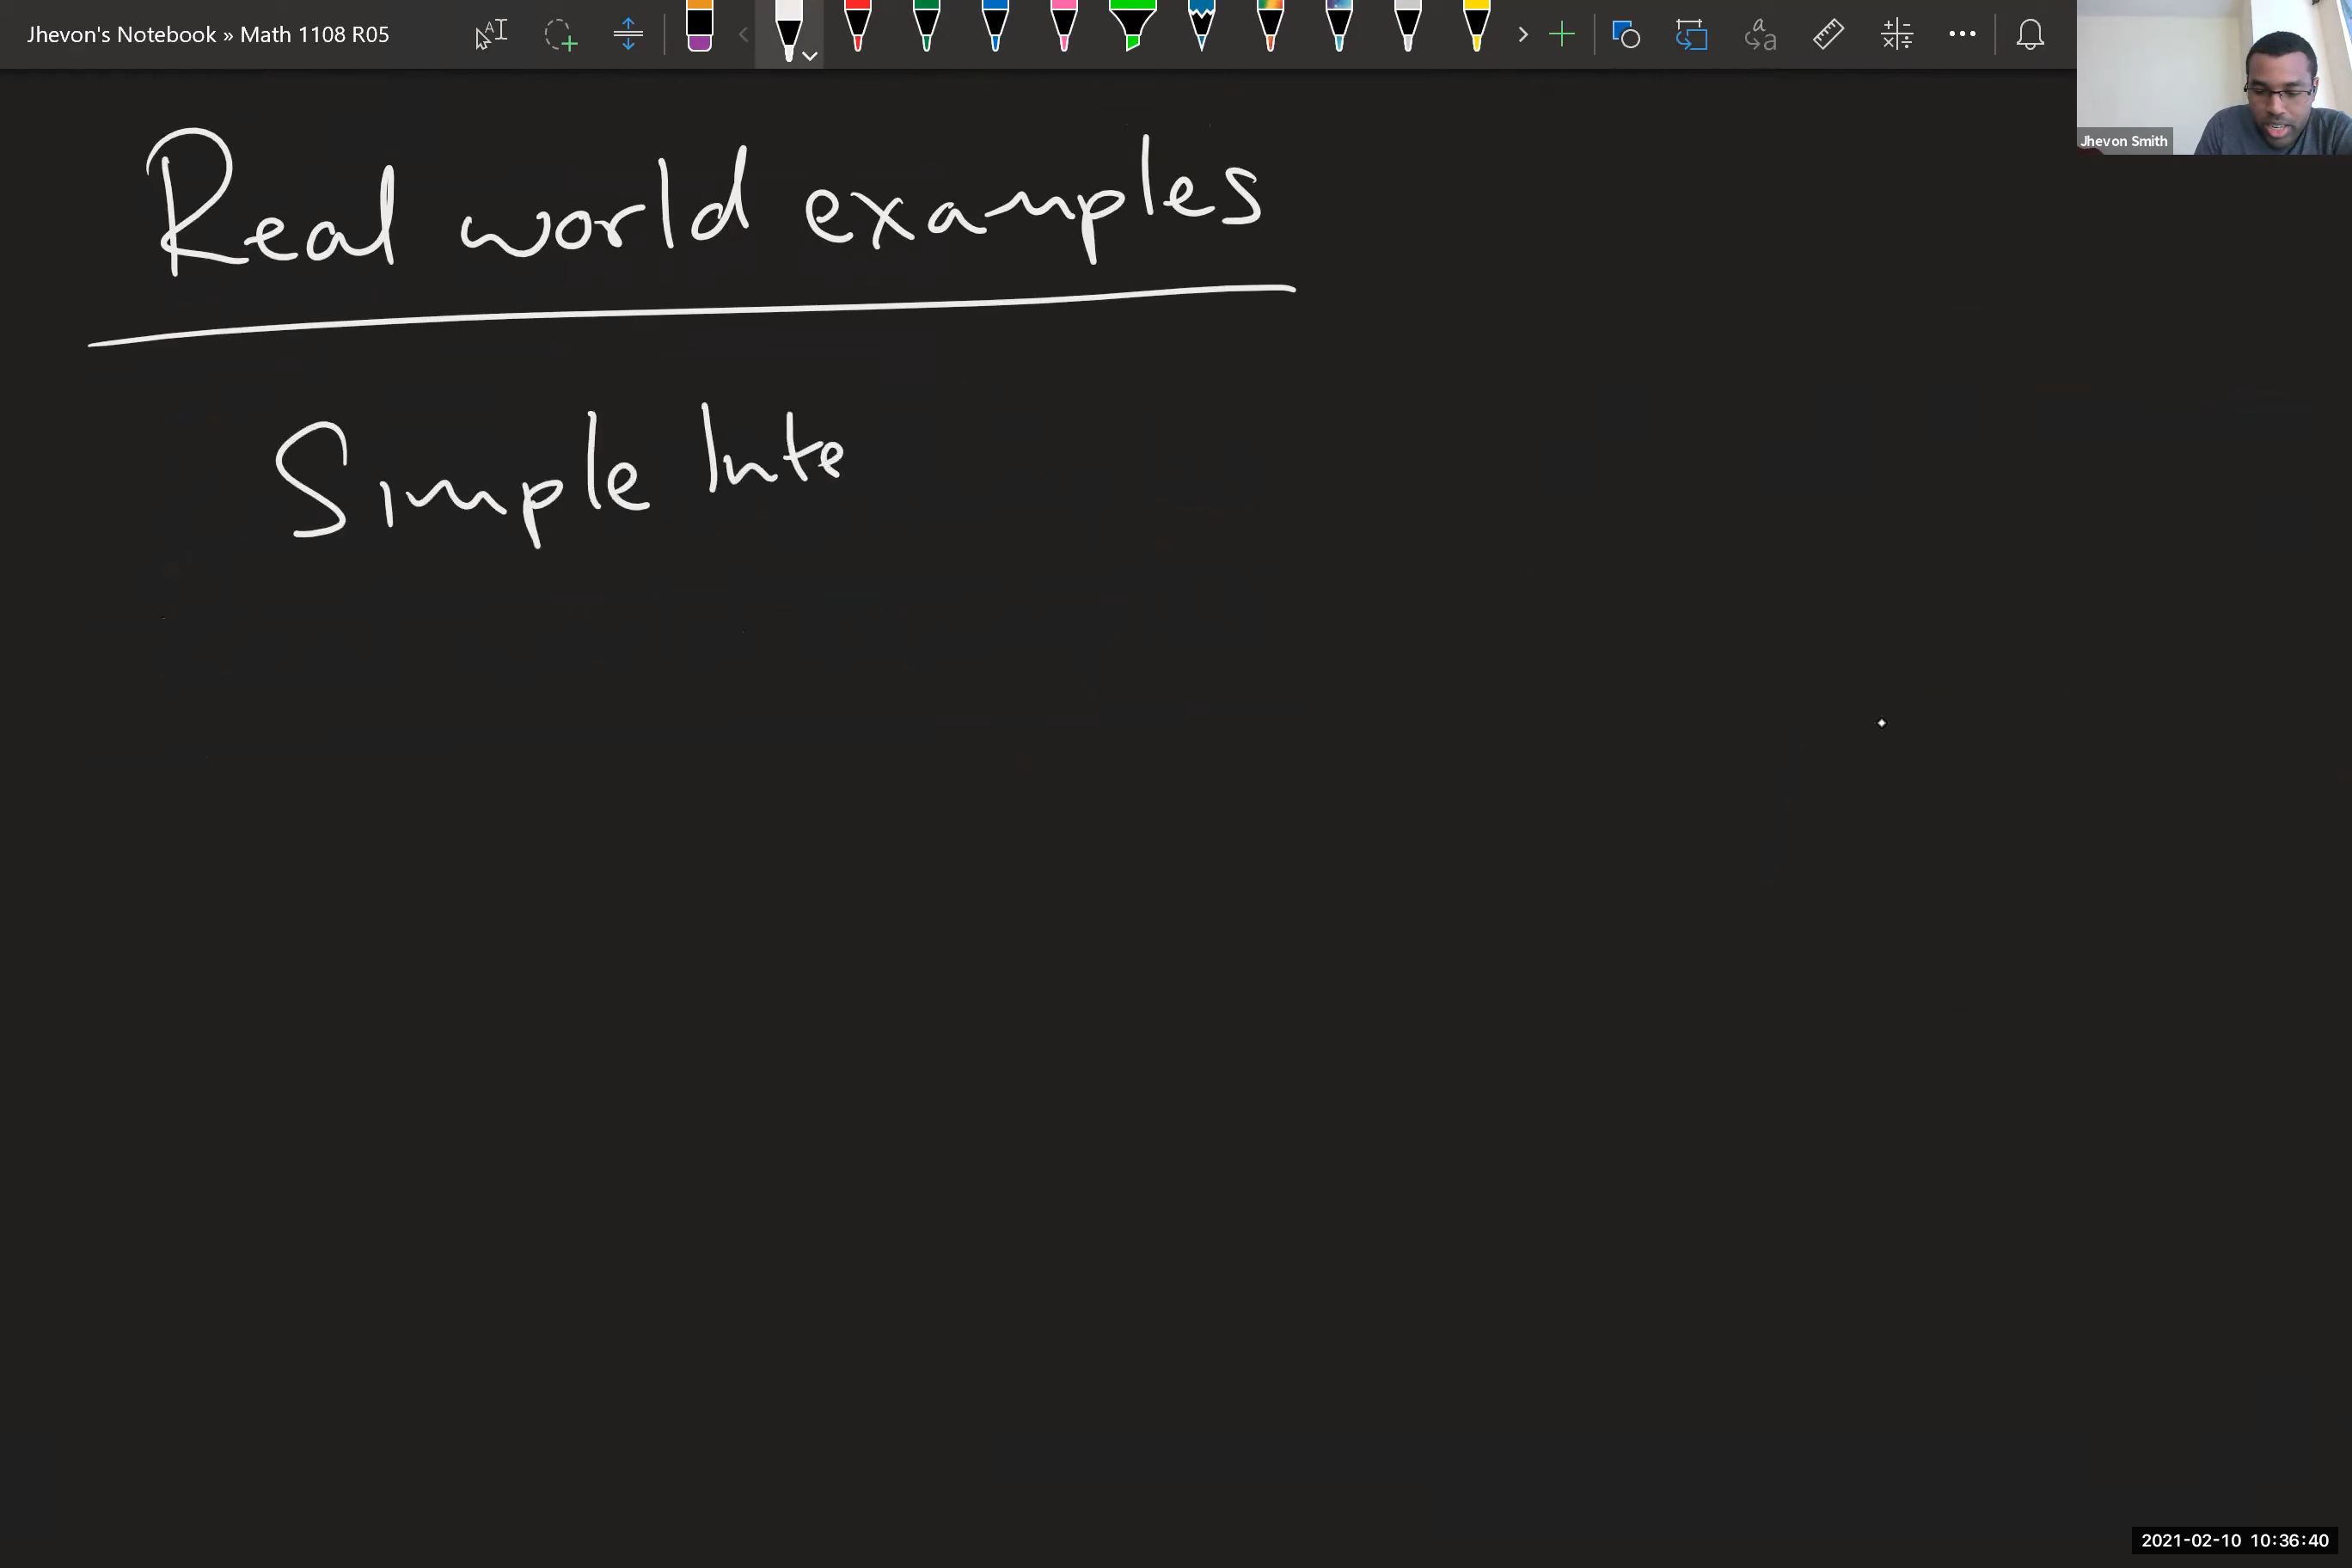 Jhevon's Notebook » Math 1108 R05
Jhevon Smith
Real world examples
Simple Inte
2021-02-10 10:36:40